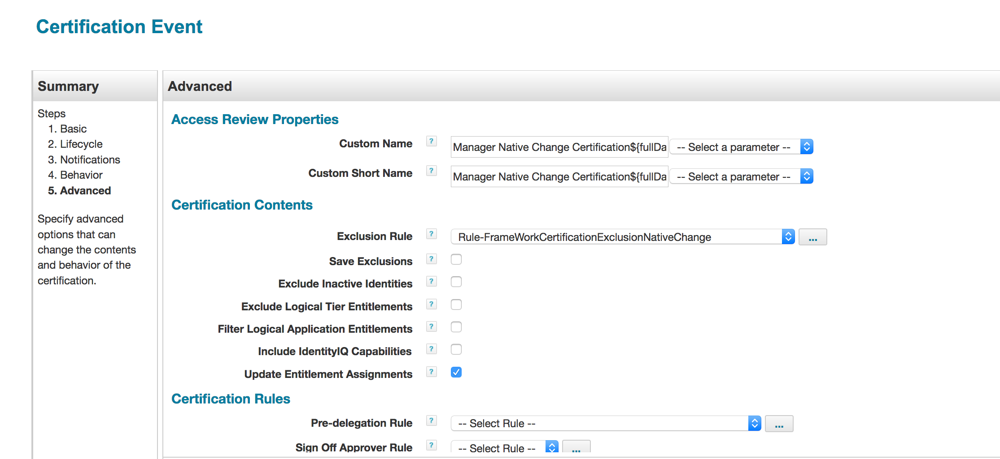 Certification Event
Summary
Steps
1. Basic
2. Lifecycle
3. Notifications
4. Behavior
5. Advanced
Specify advanced
options that can
change the contents
and behavior of the
certification.
Advanced
Access Review Properties
Custom Name ? Manager Native Change Certification${fullDa -- Select a parameter --
Custom Short Name ? Manager Native Change Certification${fullDa -- Select a parameter --
Certification Contents
Exclusion Rule ? Rule-FrameWorkCertificationExclusionNativeChange ...
Save Exclusions ?
Exclude Inactive Identities ?
Exclude Logical Tier Entitlements ?
Filter Logical Application Entitlements ?
Include IdentityIQ Capabilities ?
Update Entitlement Assignments ?
Certification Rules
Pre-delegation Rule ? -- Select Rule -- ...
Sign Off Approver Rule ? -- Select Rule -- ...